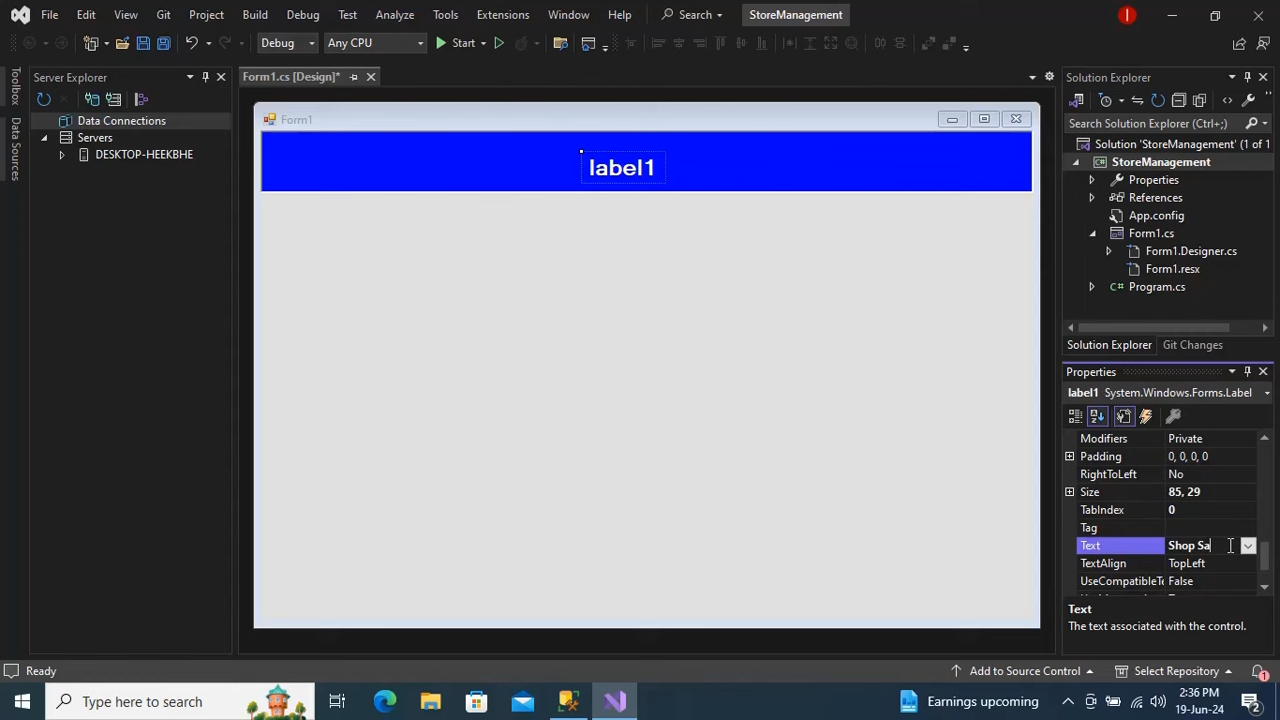 File Edit View Git Project Build Debug Test Analyze Tools Extensions Window Help Search StoreManagement
Debug Any CPU Start
Toolbox
Data Sources
Server Explorer
Data Connections
Servers
DESKTOP-HEEKBHE
Form1.cs [Design]*
Form1
label1
Solution Explorer
Search Solution Explorer (Ctrl+;)
Solution 'StoreManagement' (1 of 1
StoreManagement
Properties
References
App.config
Form1.cs
Form1.Designer.cs
Form1.resx
Program.cs
Solution Explorer Git Changes
Properties
label1 System.Windows.Forms.Label
Modifiers Private
Padding 0, 0, 0, 0
RightToLeft No
Size 85, 29
TabIndex 0
Tag
Text Shop Sa
TextAlign TopLeft
UseCompatibleTe False
Text
The text associated with the control.
Ready Add to Source Control Select Repository 1
Type here to search Earnings upcoming 2:36 PM
19-Jun-24 2